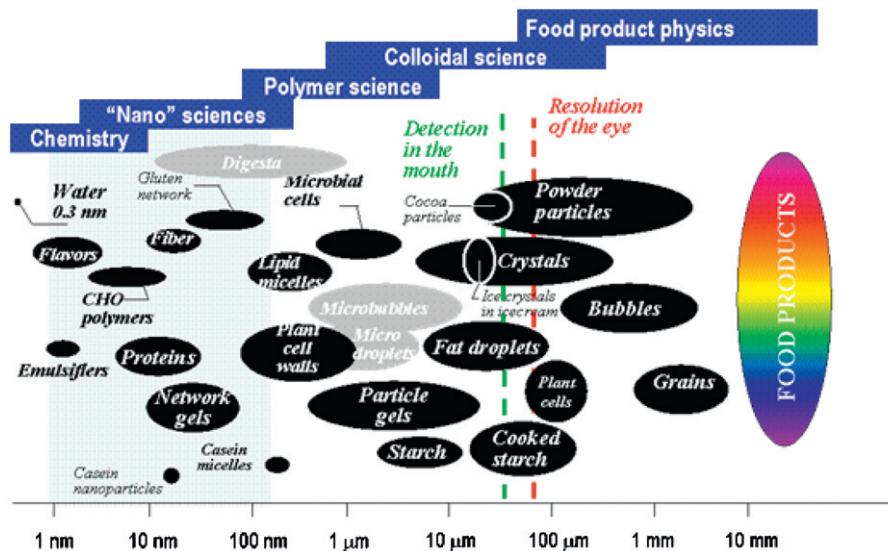 Food product physics
Colloidal science
Polymer science
“Nano” sciences
Chemistry
Detection
in the
mouth
Resolution
of the eye
Digesta
Gluten
network
Microbial
cells
Water
0.3 nm
Cocoa
particles
Powder
particles
Flavors
Fiber
Lipid
micelles
Crystals
CHO
polymers
Microbubbles
Ice crystals
in icecream
Bubbles
Emulsiflers
Proteins
Plant
cell
walls
Micro
droplets
Fat droplets
Plant
cells
Grains
Network
gels
Particle
gels
Starch
Cooked
starch
Casein
micelles
Casein
nanoparticles
FOOD PRODUCTS
1 nm
10 nm
100 nm
1 μm
10 μm
100 μm
1 mm
10 mm